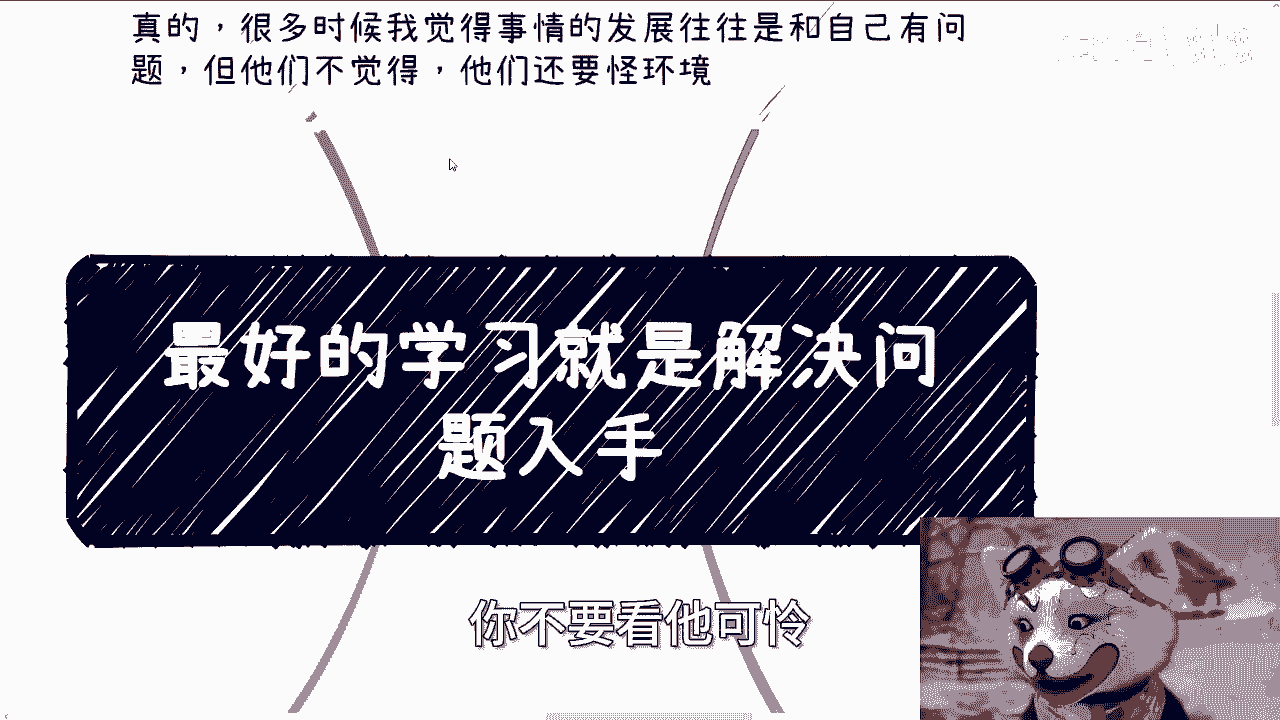 真的，很多时候我觉得事情的发展往往是和自己有问
题，但他们不觉得，他们还要怪环境
最好的学习就是解决问
题入手
你不要看他可怜